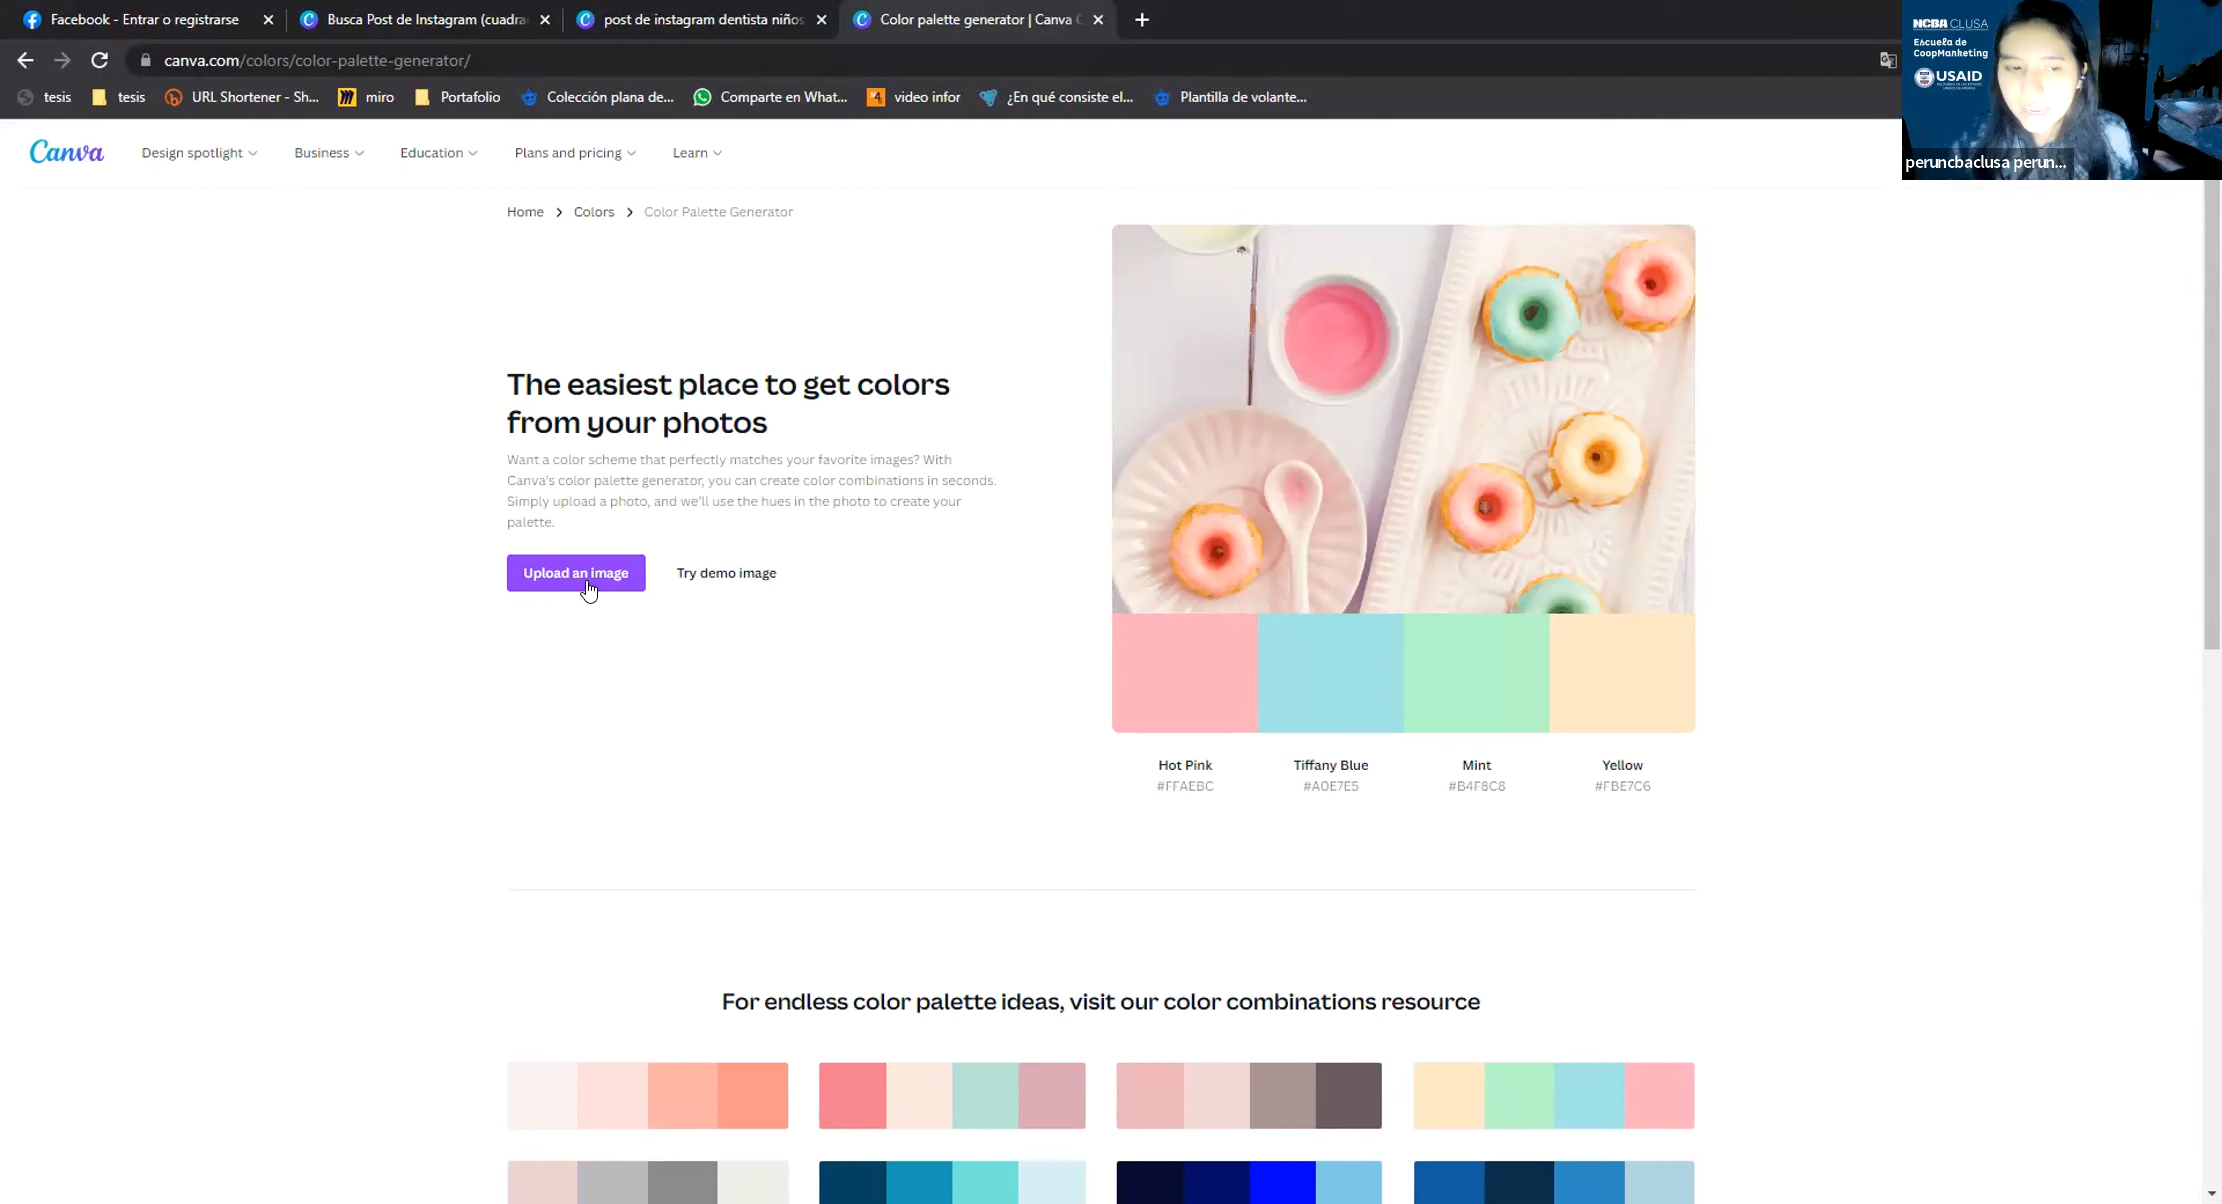 Facebook - Entrar o registrarse
Busca Post de Instagram (cuadra
post de instagram dentista niños
Color palette generator | Canva C
canva.com/colors/color-palette-generator/
tesis
tesis
URL Shortener - Sh...
miro
Portafolio
Colección plana de...
Comparte en What...
video infor
¿En qué consiste el...
Plantilla de volante...
NCBA CLUSA
Escuela de
CoopMarketing
USAID
peruncbaclusa perun...
Canva
Design spotlight
Business
Education
Plans and pricing
Learn
Home > Colors > Color Palette Generator
The easiest place to get colors
from your photos
Want a color scheme that perfectly matches your favorite images? With
Canva's color palette generator, you can create color combinations in seconds.
Simply upload a photo, and we'll use the hues in the photo to create your
palette.
Upload an image
Try demo image
Hot Pink
#FFAEBC
Tiffany Blue
#A0E7E5
Mint
#B4F8C8
Yellow
#FBE7C6
For endless color palette ideas, visit our color combinations resource